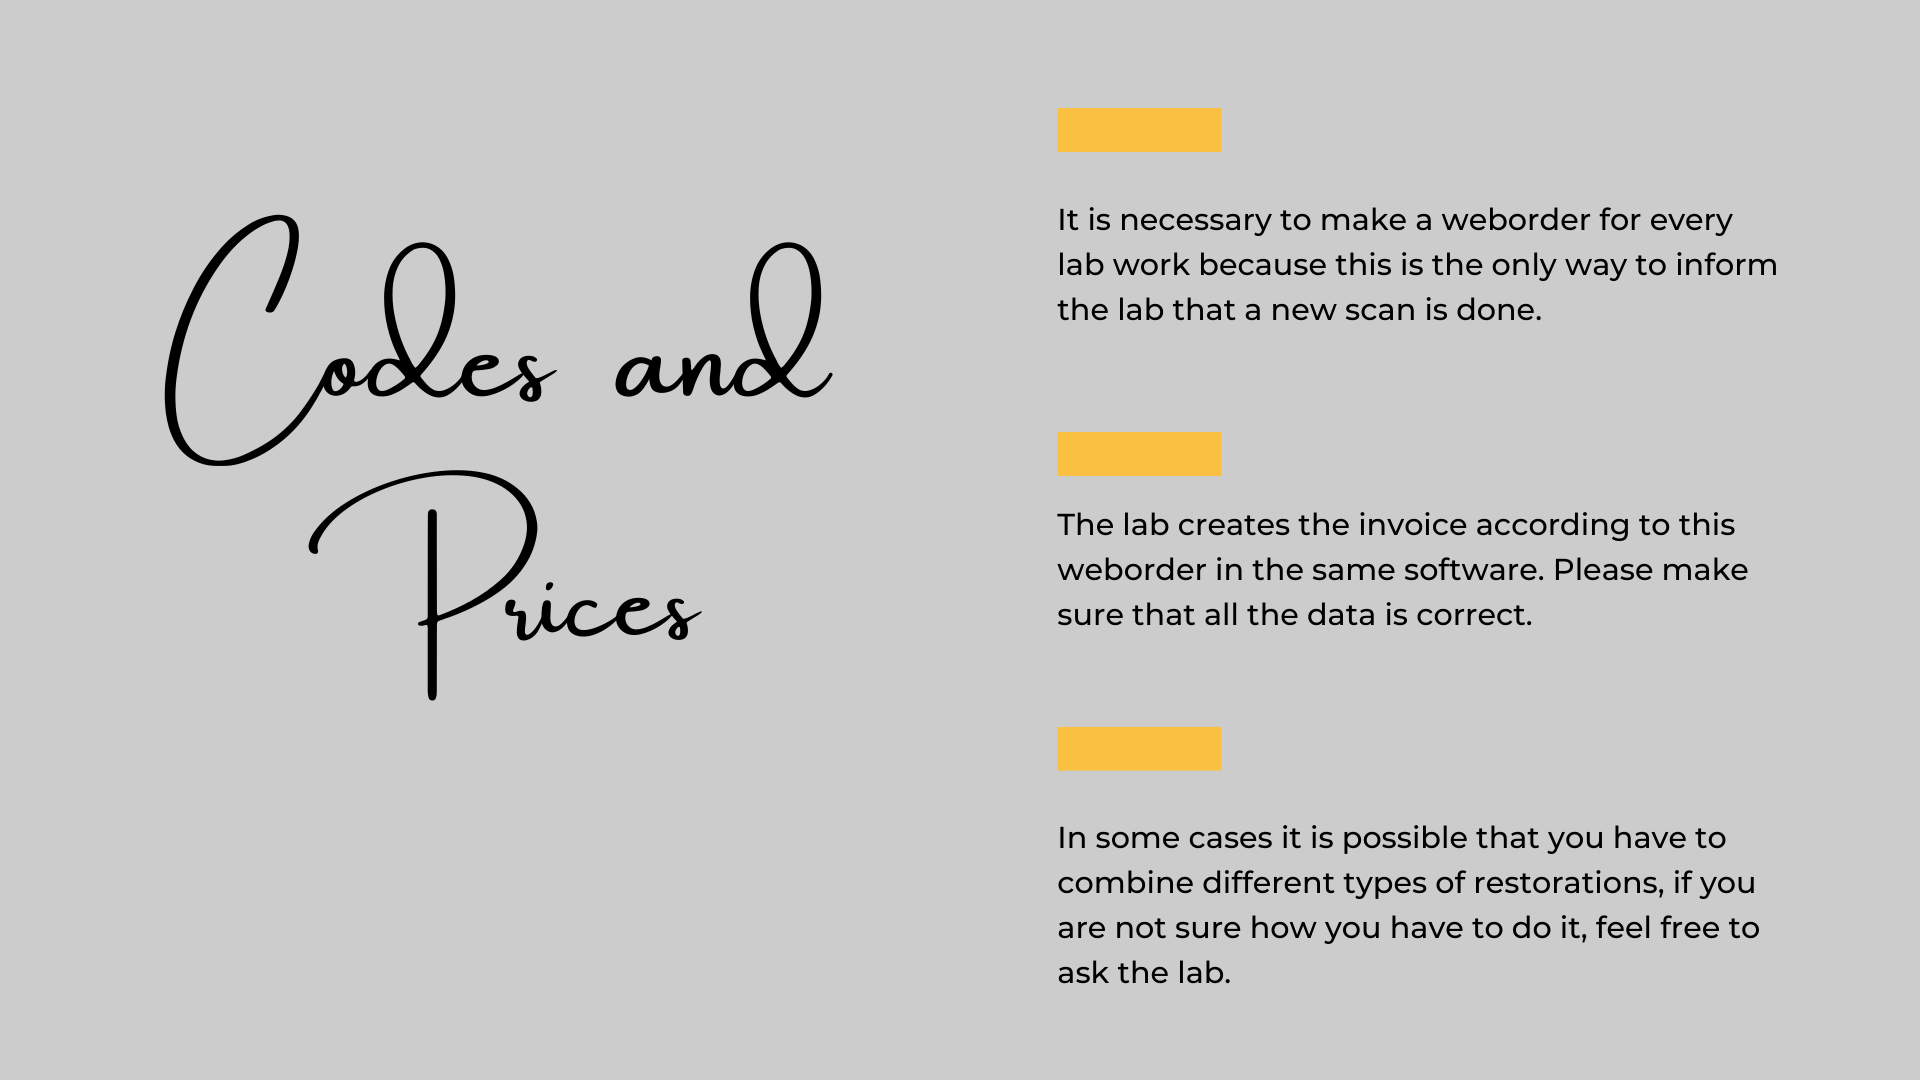 Codes and
Prices
It is necessary to make a weborder for every
lab work because this is the only way to inform
the lab that a new scan is done.
The lab creates the invoice according to this
weborder in the same software. Please make
sure that all the data is correct.
In some cases it is possible that you have to
combine different types of restorations, if you
are not sure how you have to do it, feel free to
ask the lab.